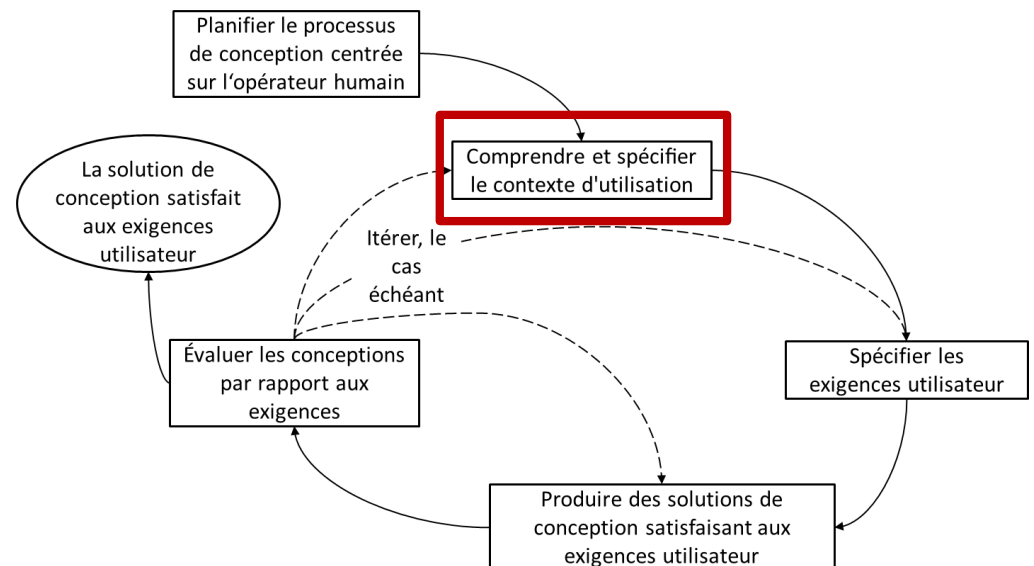 Planifier le processus
de conception centrée
sur l‘opérateur humain
Comprendre et spécifier
le contexte d'utilisation
La solution de
conception satisfait
aux exigences
utilisateur
Itérer, le
cas
échéant
Évaluer les conceptions
par rapport aux
exigences
Spécifier les
exigences utilisateur
Produire des solutions de
conception satisfaisant aux
exigences utilisateur